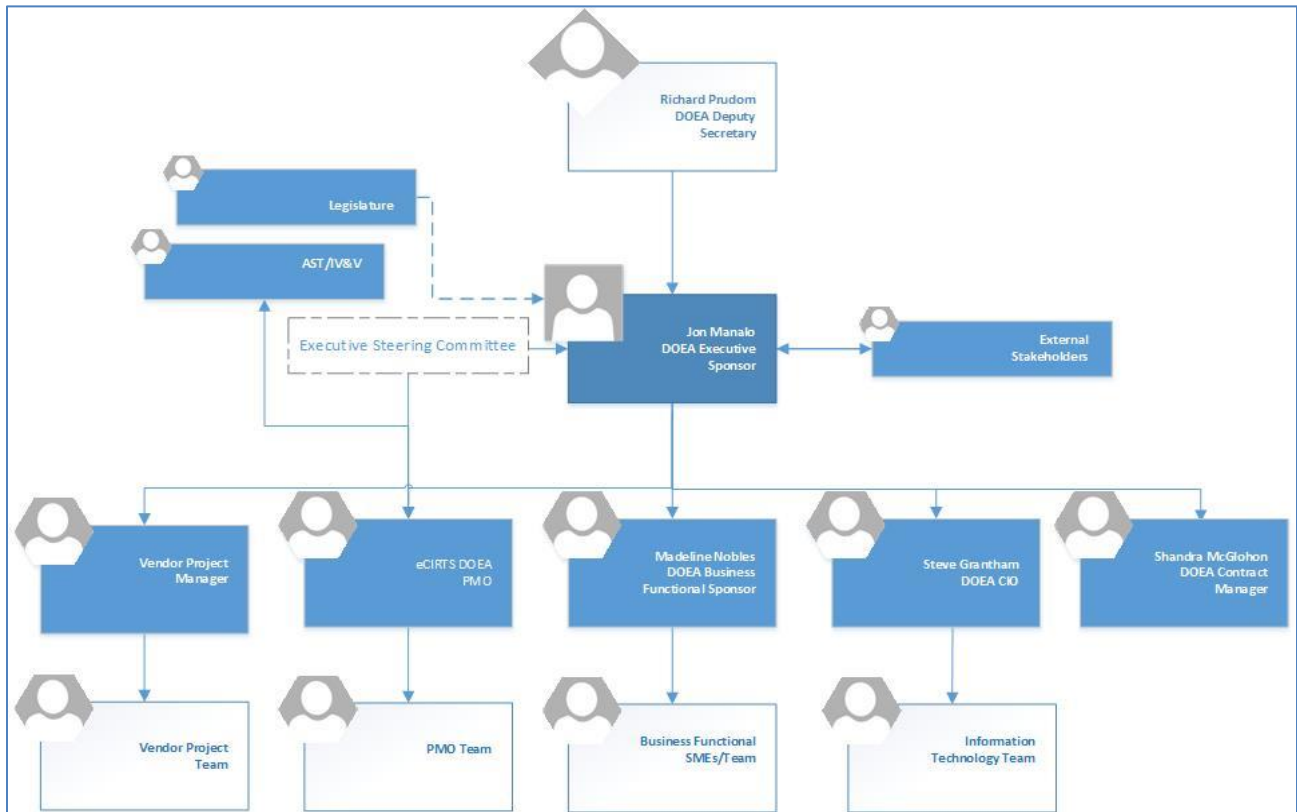 Richard Prudom
DOEA Deputy
Secretary
Legislature
AST/IV&V
Executive Steering Committee
Jon Manalo
DOEA Executive
Sponsor
External
Stakeholders
Vendor Project
Manager
eCIRTS DOEA
PMO
Madeline Nobles
DOEA Business
Functional Sponsor
Steve Grantham
DOEA CIO
Shandra McGlohon
DOEA Contract
Manager
Vendor Project
Team
PMO Team
Business Functional
SMEs/Team
Information
Technology Team